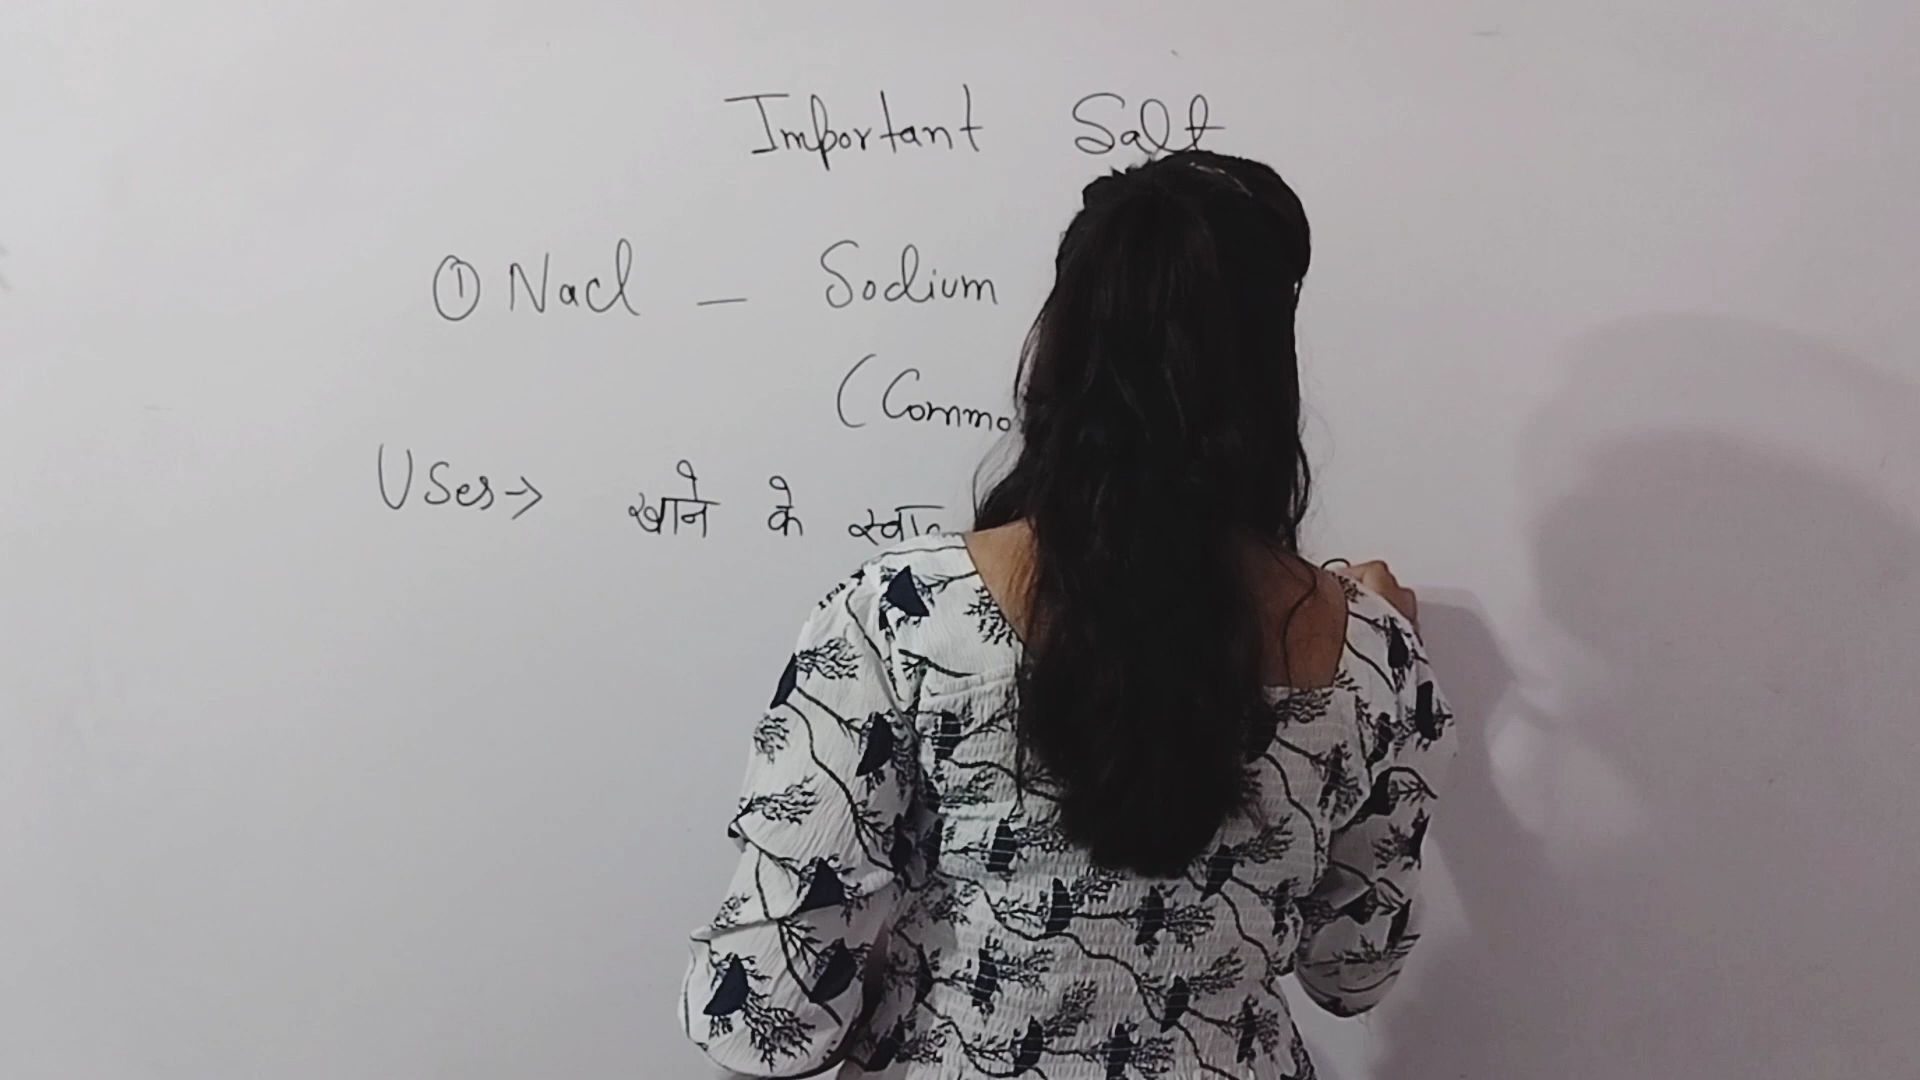 Important Salt
① Nacl — Sodium
(Commo
Uses→ खाने के